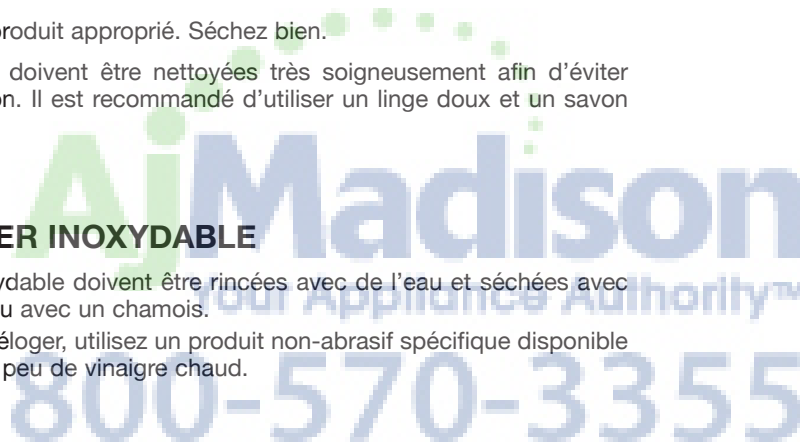 produit approprié. Séchez bien.
doivent être nettoyées très soigneusement afin d’éviter
on. Il est recommandé d’utiliser un linge doux et un savon
AjMadison
ER INOXYDABLE
ydable doivent être rincées avec de l’eau et séchées avec
u avec un chamois.
Your Appliance Authority™
éloger, utilisez un produit non-abrasif spécifique disponible
peu de vinaigre chaud.
800-570-3355